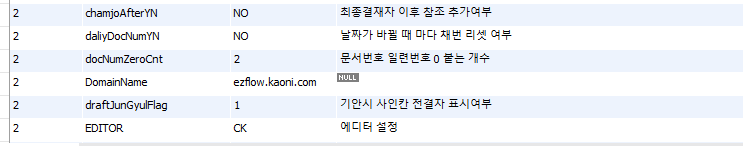 2 chamjoAfterYN NO 최종결재자 이후 참조 추가여부
2 daliyDocNumYN NO 날짜가 바뀔 때 마다 채번 리셋 여부
2 docNumZeroCnt 2 문서번호 일련번호 0 붙는 개수
2 DomainName ezflow.kaoni.com NULL
2 draftJunGyulFlag 1 기안시 사인칸 전결자 표시여부
2 EDITOR CK 에디터 설정